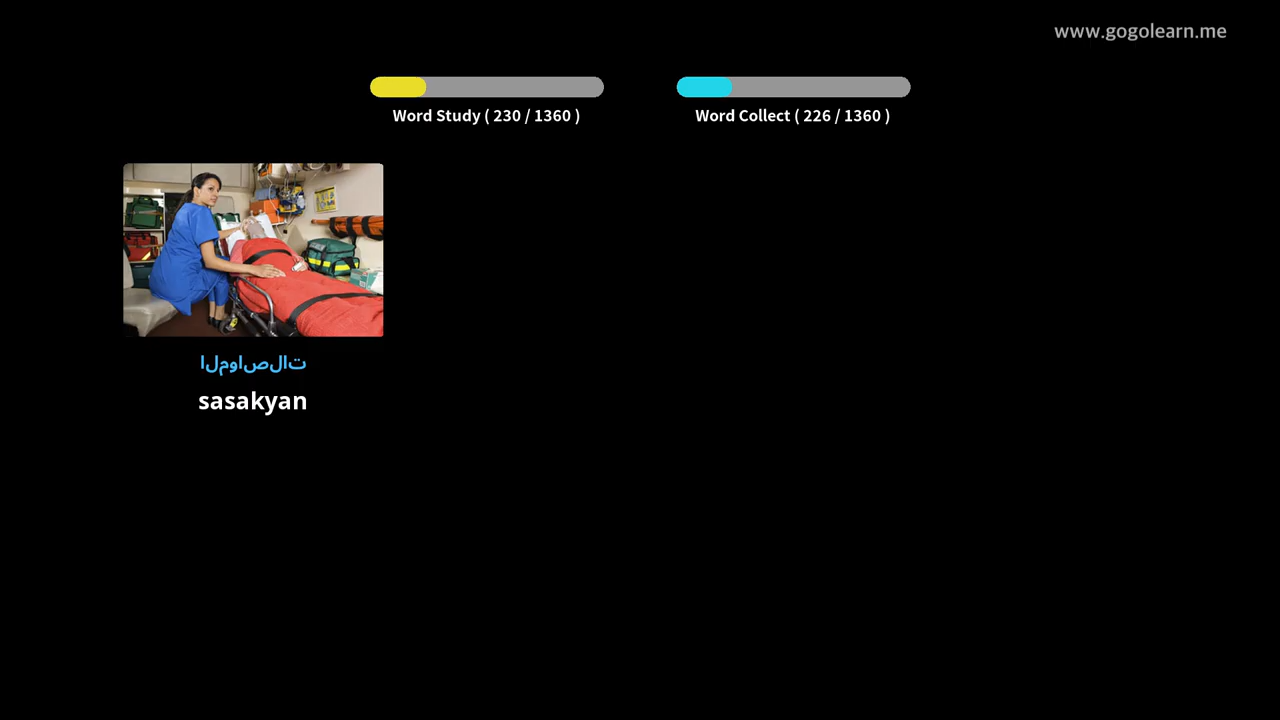 www.gogolearn.me
Word Study ( 230 / 1360 )
Word Collect ( 226 / 1360 )
المواصلات
sasakyan